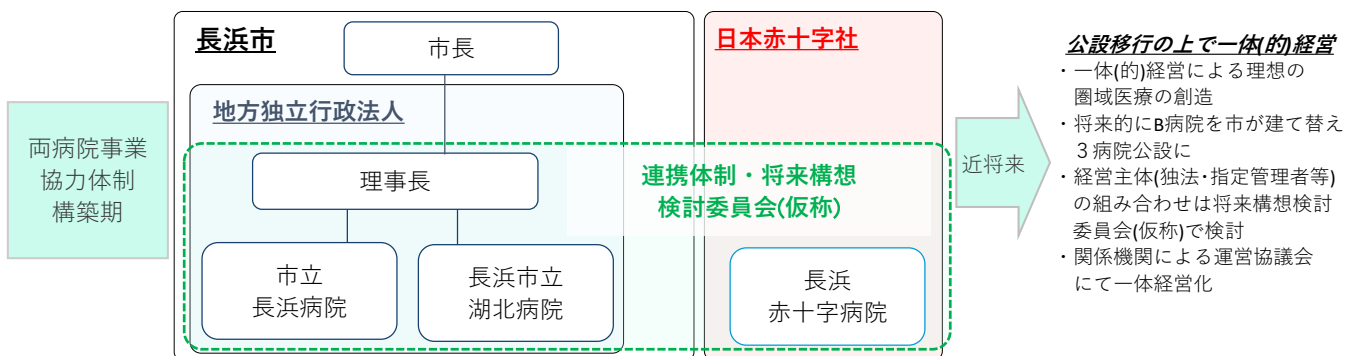 両病院事業
協力体制
構築期
長浜市
市長
地方独立行政法人
理事長
市立
長浜病院
長浜市立
湖北病院
日本赤十字社
連携体制・将来構想
検討委員会(仮称)
長浜
赤十字病院
近将来
公設移行の上で一体(的)経営
・一体(的)経営による理想の
圏域医療の創造
・将来的にB病院を市が建て替え
３病院公設に
・経営主体(独法・指定管理者等)
の組み合わせは将来構想検討
委員会(仮称)で検討
・関係機関による運営協議会
にて一体経営化